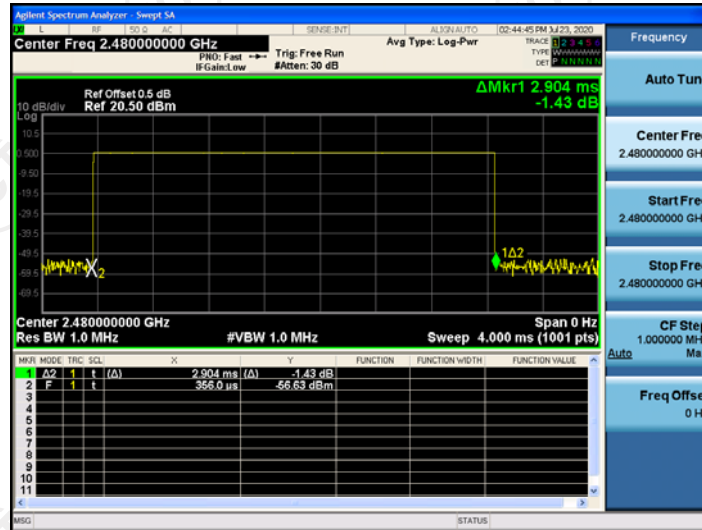 Agilent Spectrum Analyzer - Swept SA
L RF 50 Ω AC SENSE:INT ALIGN AUTO 02:44:45 PM Jul 23, 2020
Center Freq 2.480000000 GHz
PNO: Fast
IFGain:Low
Trig: Free Run
#Atten: 30 dB
Avg Type: Log-Pwr
TRACE 1 2 3 4 5 6
TYPE W
DET P N N N N N
Ref Offset 0.5 dB
Ref 20.50 dBm
10 dB/div
Log
ΔMkr1 2.904 ms
-1.43 dB
10.5
0.500
-9.50
-19.5
-29.5
-39.5
-49.5
-59.5
-69.5
2
1Δ2
Center 2.480000000 GHz Span 0 Hz
Res BW 1.0 MHz #VBW 1.0 MHz Sweep 4.000 ms (1001 pts)
MKR MODE TRC SCL X Y FUNCTION FUNCTION WIDTH FUNCTION VALUE
1 Δ2 1 t (Δ) 2.904 ms (Δ) -1.43 dB
2 F 1 t 356.0 µs -56.63 dBm
3
4
5
6
7
8
9
10
11
MSG STATUS
Frequency
Auto Tun
Center Fre
2.480000000 GH
Start Fre
2.480000000 GH
Stop Fre
2.480000000 GH
CF Step
1.000000 MH
Auto Ma
Freq Offse
0 H